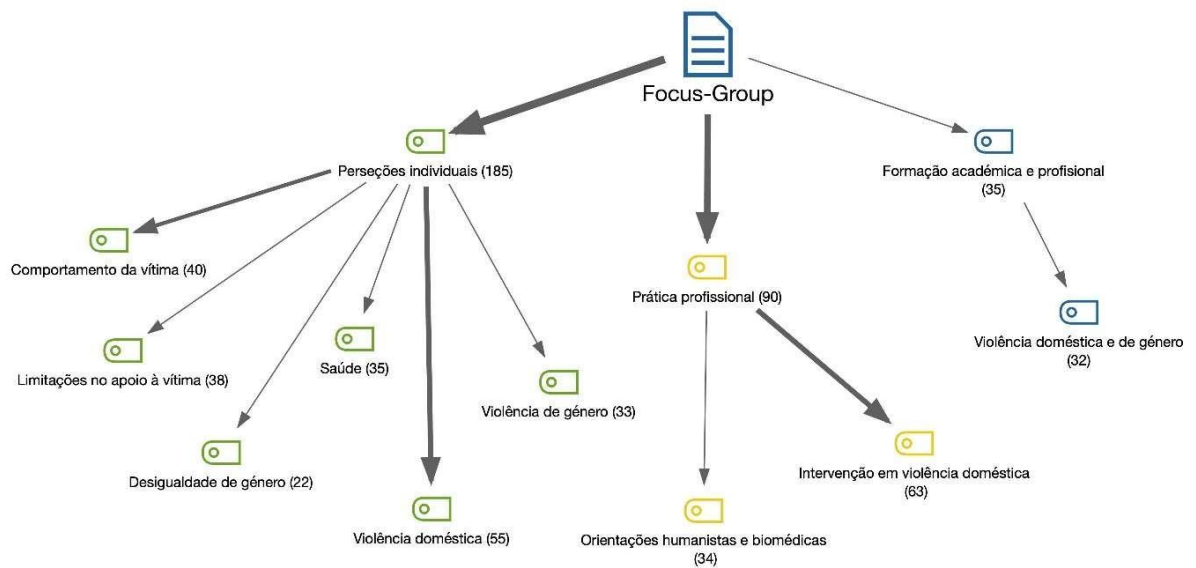 Focus-Group
Perseções individuais (185)
Formação académica e profisional
(35)
Comportamento da vítima (40)
Prática profissional (90)
Limitações no apoio à vítima (38)
Saúde (35)
Violência doméstica e de género
(32)
Violência de género (33)
Desigualdade de género (22)
Intervenção em violência doméstica
(63)
Violência doméstica (55)
Orientações humanistas e biomédicas
(34)